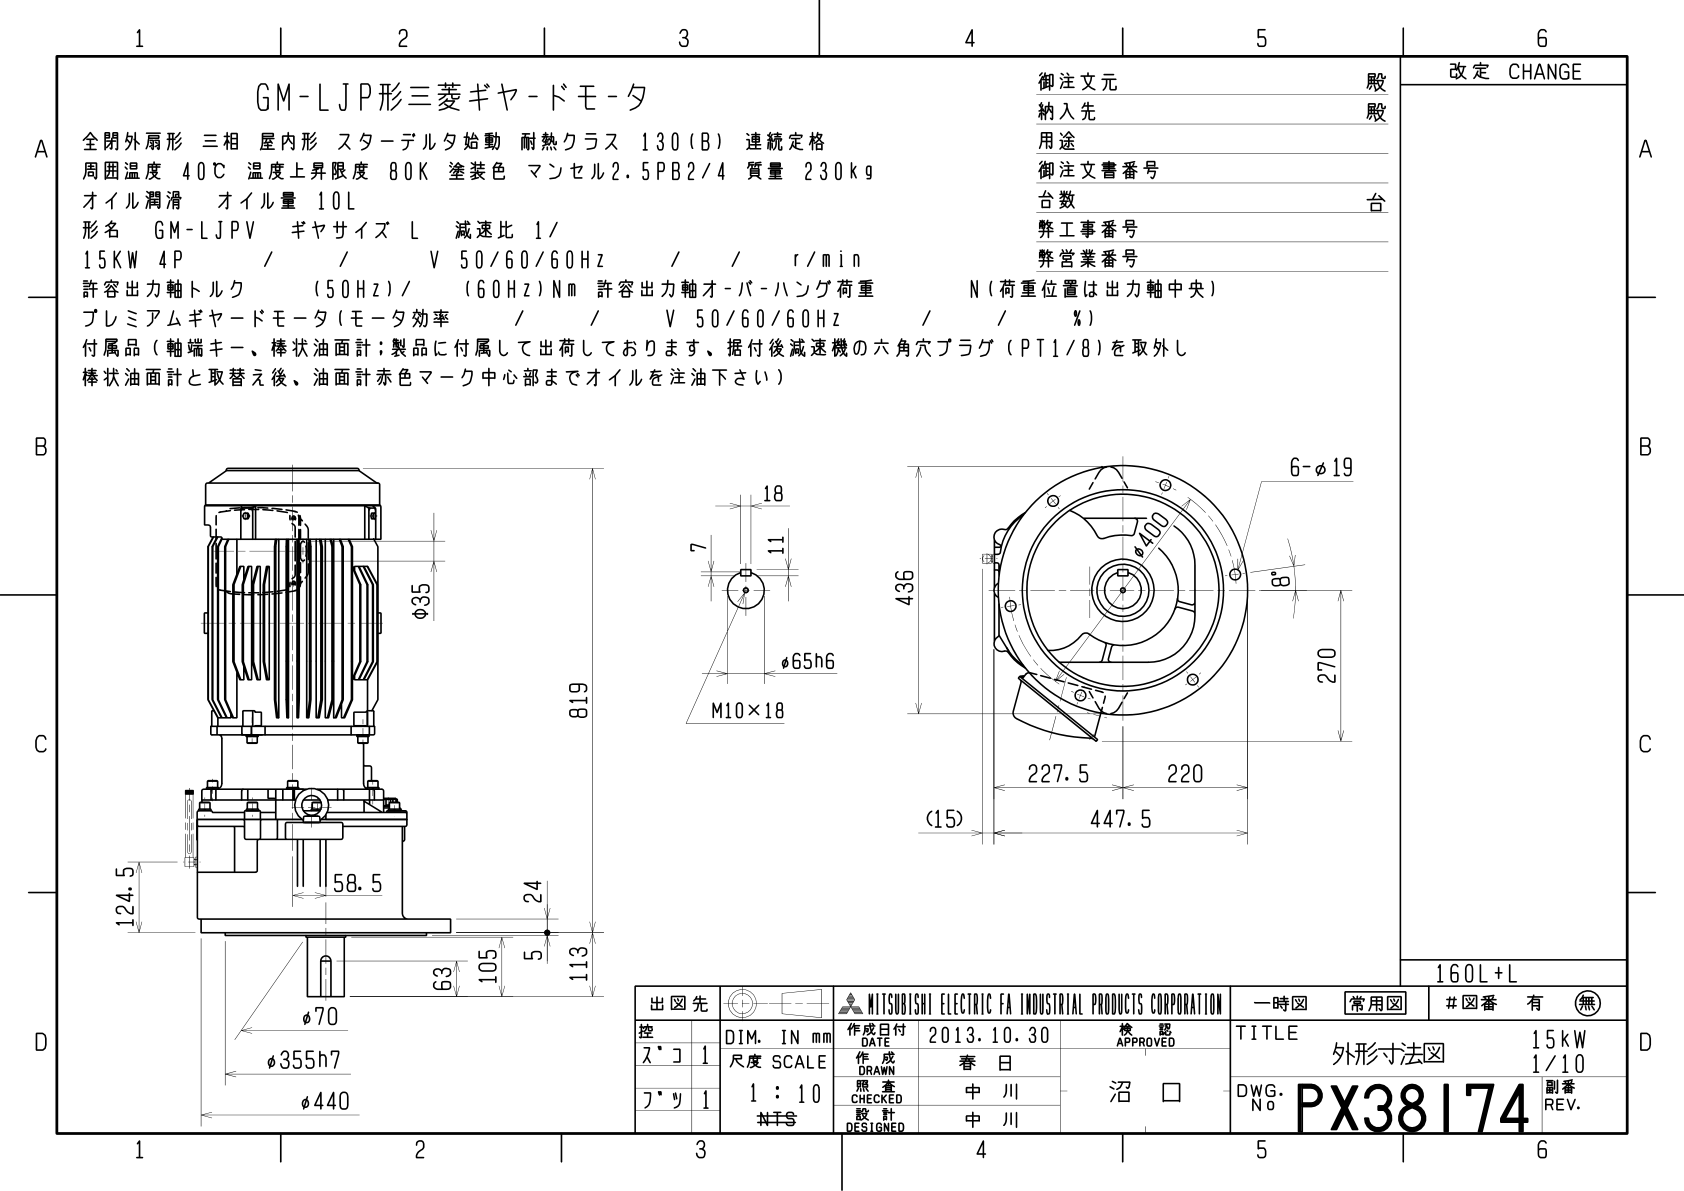 1 2 3 4 5 6
A A
B B
C C
D D
GM-LJP形三菱ギヤードモータ
全閉外扇形 三相 屋内形 スターデルタ始動 耐熱クラス 130(B) 連続定格
周囲温度 40℃ 温度上昇限度 80K 塗装色 マンセル2.5PB2/4 質量 230kg
オイル潤滑 オイル量 10L
形名 GM-LJPV ギヤサイズ L 減速比 1/
15KW 4P / / V 50/60/60Hz / / r/min
許容出力軸トルク (50Hz)/ (60Hz)Nm 許容出力軸オーバーハング荷重 N(荷重位置は出力軸中央)
プレミアムギヤードモータ(モータ効率 / / V 50/60/60Hz / / %)
付属品(軸端キー、棒状油面計;製品に付属して出荷しております、据付後減速機の六角穴プラグ(PT1/8)を取外し
棒状油面計と取替え後、油面計赤色マーク中心部までオイルを注油下さい)
御注文元 殿
納入先 殿
用途
御注文書番号
台数 台
弊工事番号
弊営業番号
改定 CHANGE
φ35
819
124.5
58.5
24
5
113
105
63
φ70
φ355h7
φ440
18
7
11
φ65h6
M10×18
6-φ19
φ400
8°
436
270
227.5
220
(15)
447.5
160L+L
出図先
控
ズコ 1
ブツ 1
DIM. IN mm
尺度 SCALE
1 : 10
NTS
MITSUBISHI ELECTRIC FA INDUSTRIAL PRODUCTS CORPORATION
作成日付
DATE
2013.10.30
作成
DRAWN
春日
照査
CHECKED
中川
設計
DESIGNED
中川
検認
APPROVED
沼口
一時図 常用図 #図番 有 無
TITLE
外形寸法図
15kW
1/10
DWG.
No
PX38174
副番
REV.
1 2 3 4 5 6